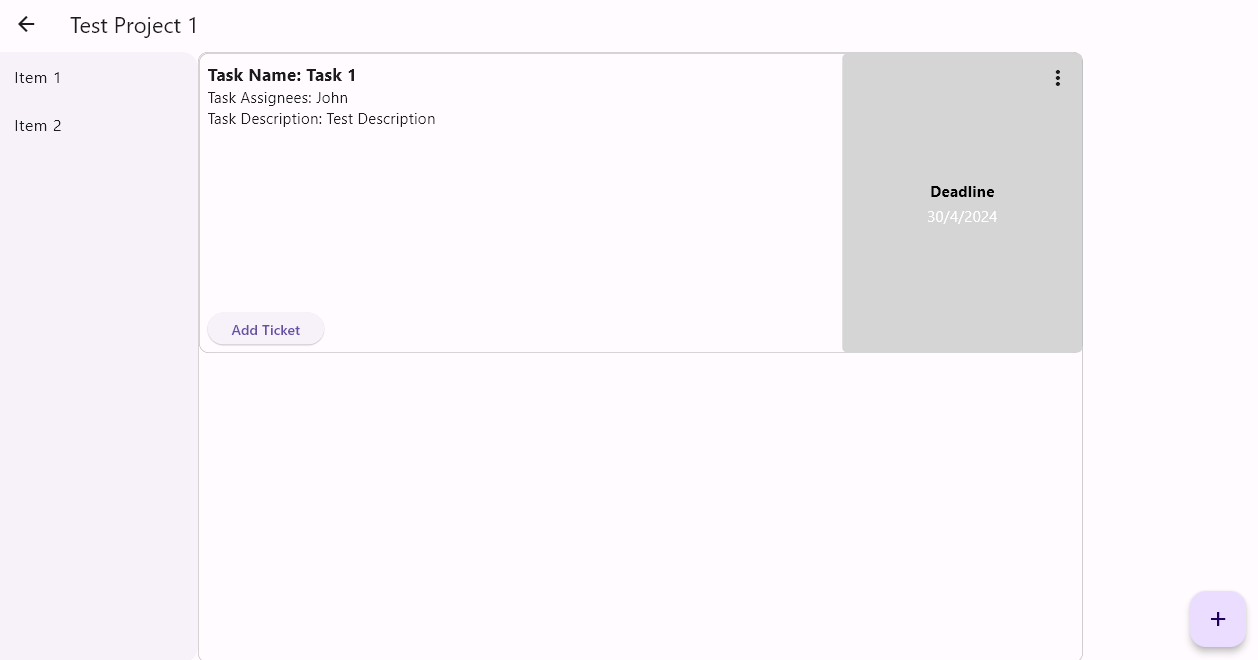 Test Project 1
Item 1
Item 2
Task Name: Task 1
Task Assignees: John
Task Description: Test Description
Add Ticket
Deadline
30/4/2024